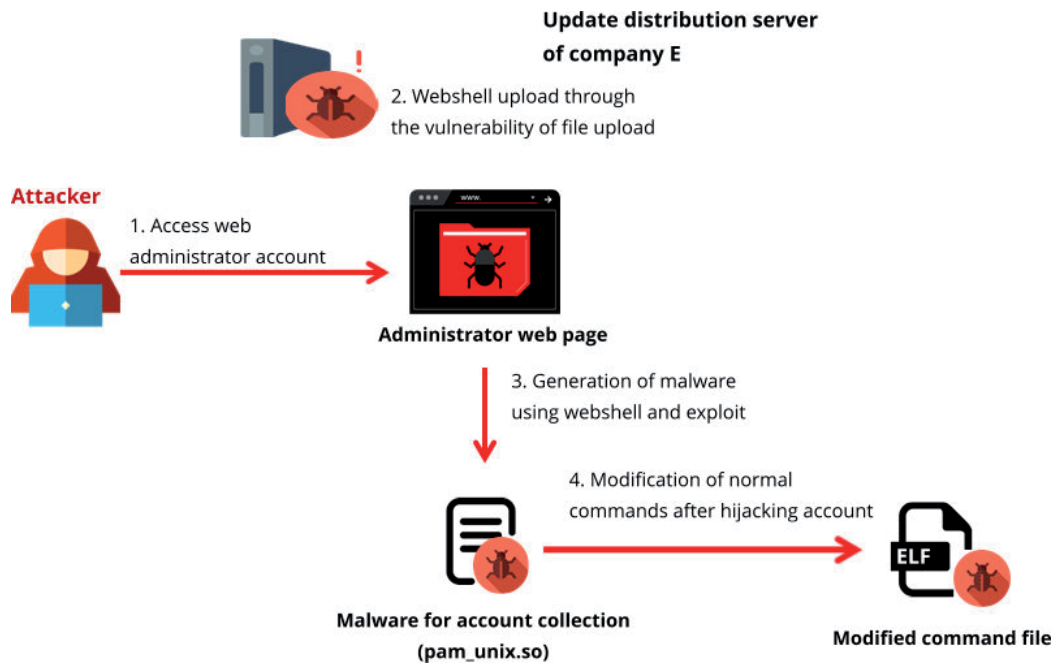 Update distribution server
of company E
2. Webshell upload through
the vulnerability of file upload
Attacker
1. Access web
administrator account
www.
Administrator web page
3. Generation of malware
using webshell and exploit
4. Modification of normal
commands after hijacking account
ELF
Malware for account collection
(pam_unix.so)
Modified command file